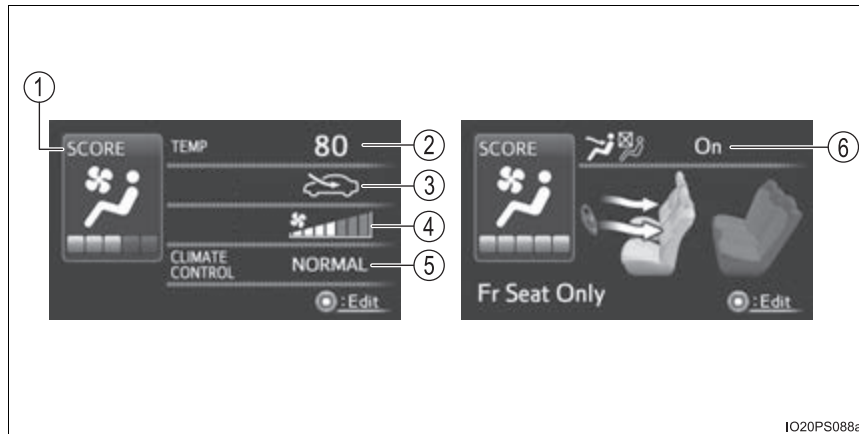 1
SCORE
TEMP
80
2
3
4
CLIMATE
CONTROL
NORMAL
5
:Edit
SCORE
On
6
Fr Seat Only
:Edit
IO20PS088a